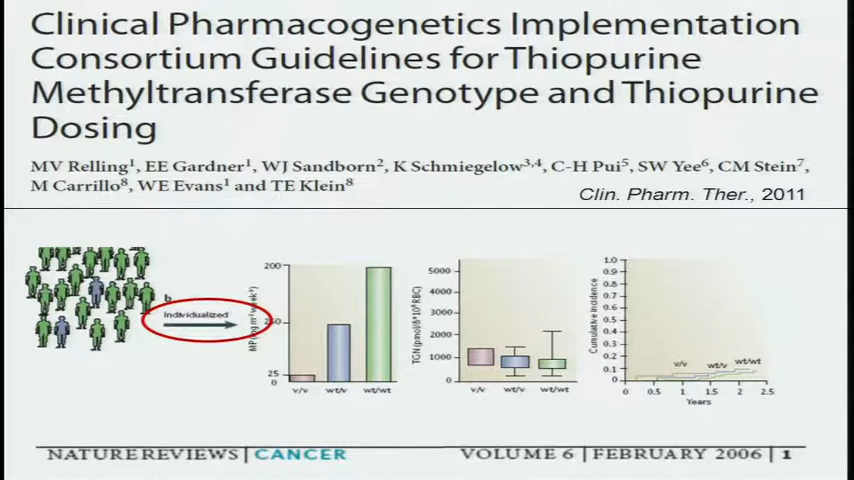 Clinical Pharmacogenetics Implementation
Consortium Guidelines for Thiopurine
Methyltransferase Genotype and Thiopurine
Dosing
MV Relling¹, EE Gardner¹, WJ Sandborn², K Schmiegelow³,⁴, C-H Pui⁵, SW Yee⁶, CM Stein⁷,
M Carrillo⁸, WE Evans¹ and TE Klein⁸
Clin. Pharm. Ther., 2011
b
Individualized
200
25
0
v/v wt/v wt/wt
5000
4000
3000
2000
1000
0
v/v wt/v wt/wt
Cumulative incidence
1.0
0.9
0.8
0.7
0.6
0.5
0.4
0.3
0.2
0.1
0
v/v wt/v wt/wt
0 0.5 1 1.5 2 2.5
Years
NATURE REVIEWS | CANCER
VOLUME 6 | FEBRUARY 2006 | 1